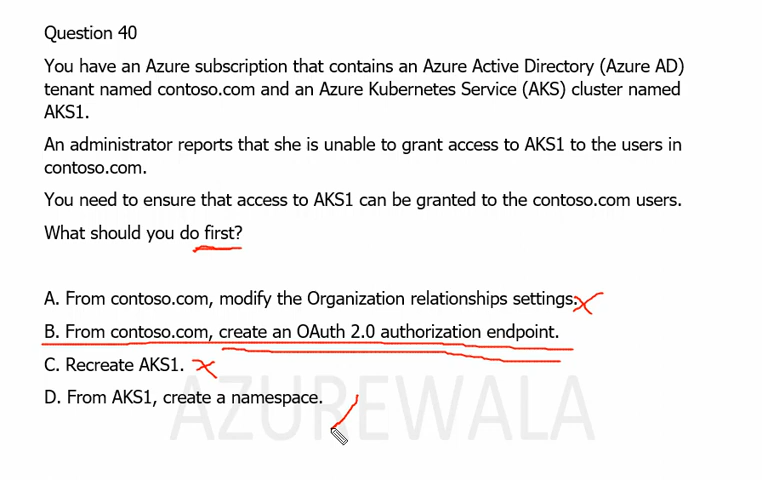 Question 40
You have an Azure subscription that contains an Azure Active Directory (Azure AD)
tenant named contoso.com and an Azure Kubernetes Service (AKS) cluster named
AKS1.
An administrator reports that she is unable to grant access to AKS1 to the users in
contoso.com.
You need to ensure that access to AKS1 can be granted to the contoso.com users.
What should you do first?
A. From contoso.com, modify the Organization relationships settings.
B. From contoso.com, create an OAuth 2.0 authorization endpoint.
C. Recreate AKS1.
D. From AKS1, create a namespace.
AZUREWALA